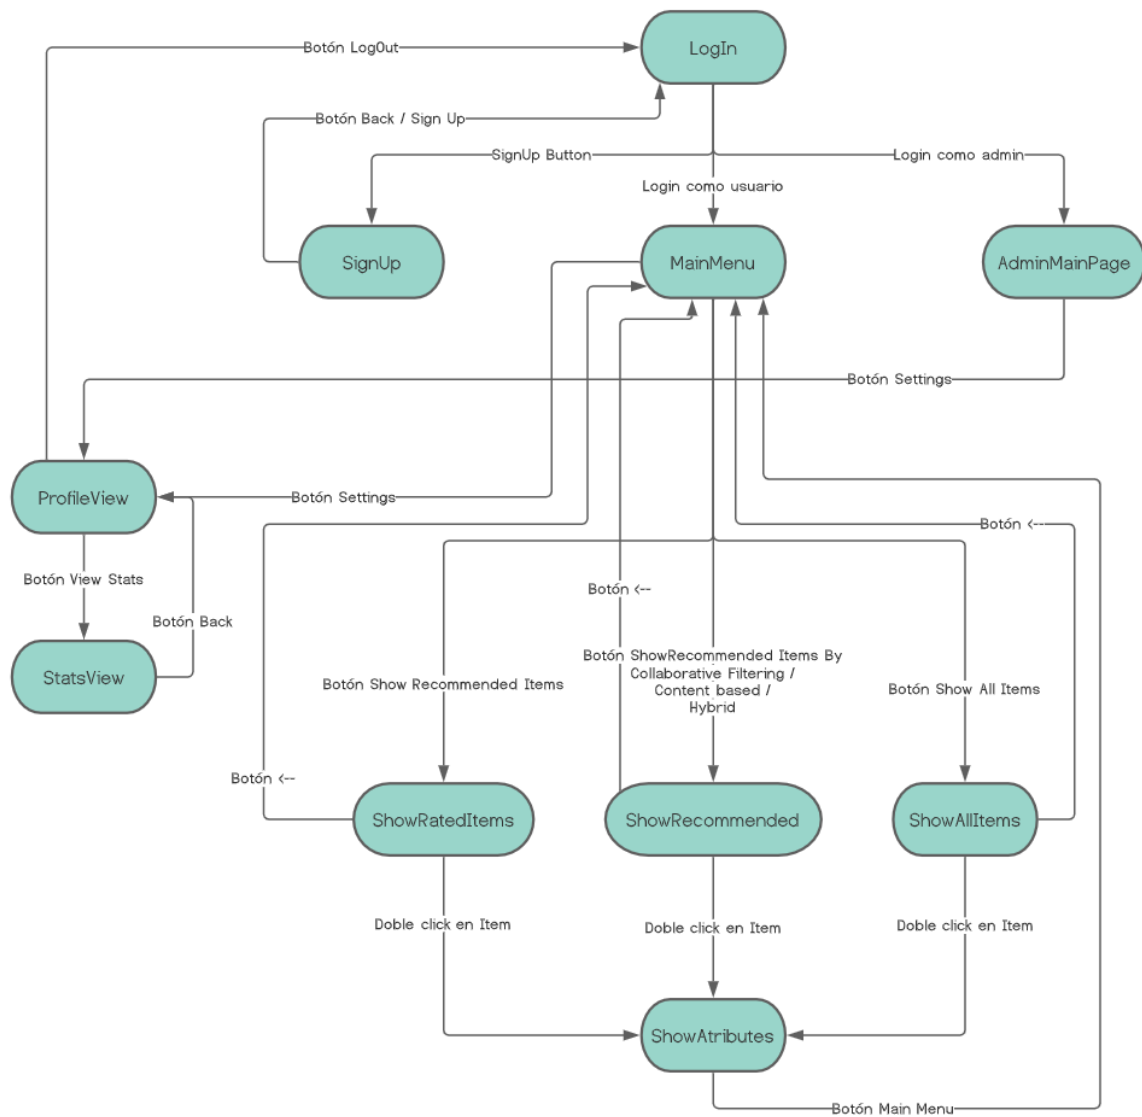 LogIn
Botón LogOut
Botón Back / Sign Up
SignUp Button
Login como admin
Login como usuario
SignUp
MainMenu
AdminMainPage
Botón Settings
ProfileView
Botón Settings
Botón <--
Botón View Stats
Botón <--
Botón Back
StatsView
Botón ShowRecommended Items By
Collaborative Filtering /
Content based /
Hybrid
Botón Show Recommended Items
Botón Show All Items
Botón <--
ShowRatedItems
ShowRecommended
ShowAllItems
Doble click en Item
Doble click en Item
Doble click en Item
ShowAtributes
Botón Main Menu